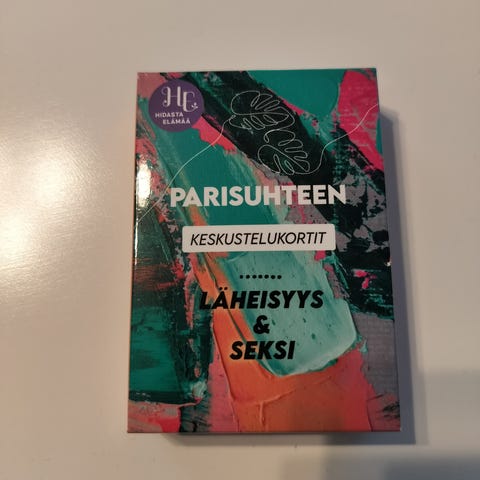 HE
HIDASTA
ELÄMÄÄ
PARISUHTEEN
KESKUSTELUKORTIT
LÄHEISYYS
&
SEKSI